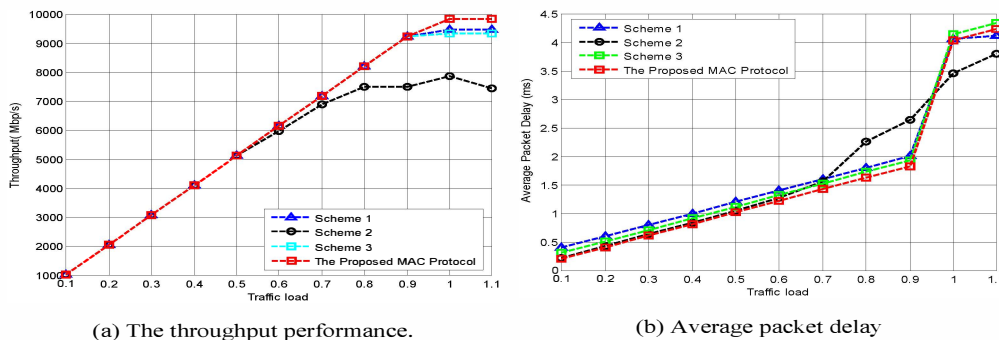 10000
9000
8000
7000
6000
5000
4000
3000
2000
1000
0.1 0.2 0.3 0.4 0.5 0.6 0.7 0.8 0.9 1 1.1
Throughput( Mbp/s)
Traffic load
Scheme 1
Scheme 2
Scheme 3
The Proposed MAC Protocol
(a) The throughput performance.
4.5
4
3.5
3
2.5
2
1.5
1
0.5
0
0.1 0.2 0.3 0.4 0.5 0.6 0.7 0.8 0.9 1 1.
Average Packet Delay (ms)
Traffic load
Scheme 1
Scheme 2
Scheme 3
The Proposed MAC Protocol
(b) Average packet delay